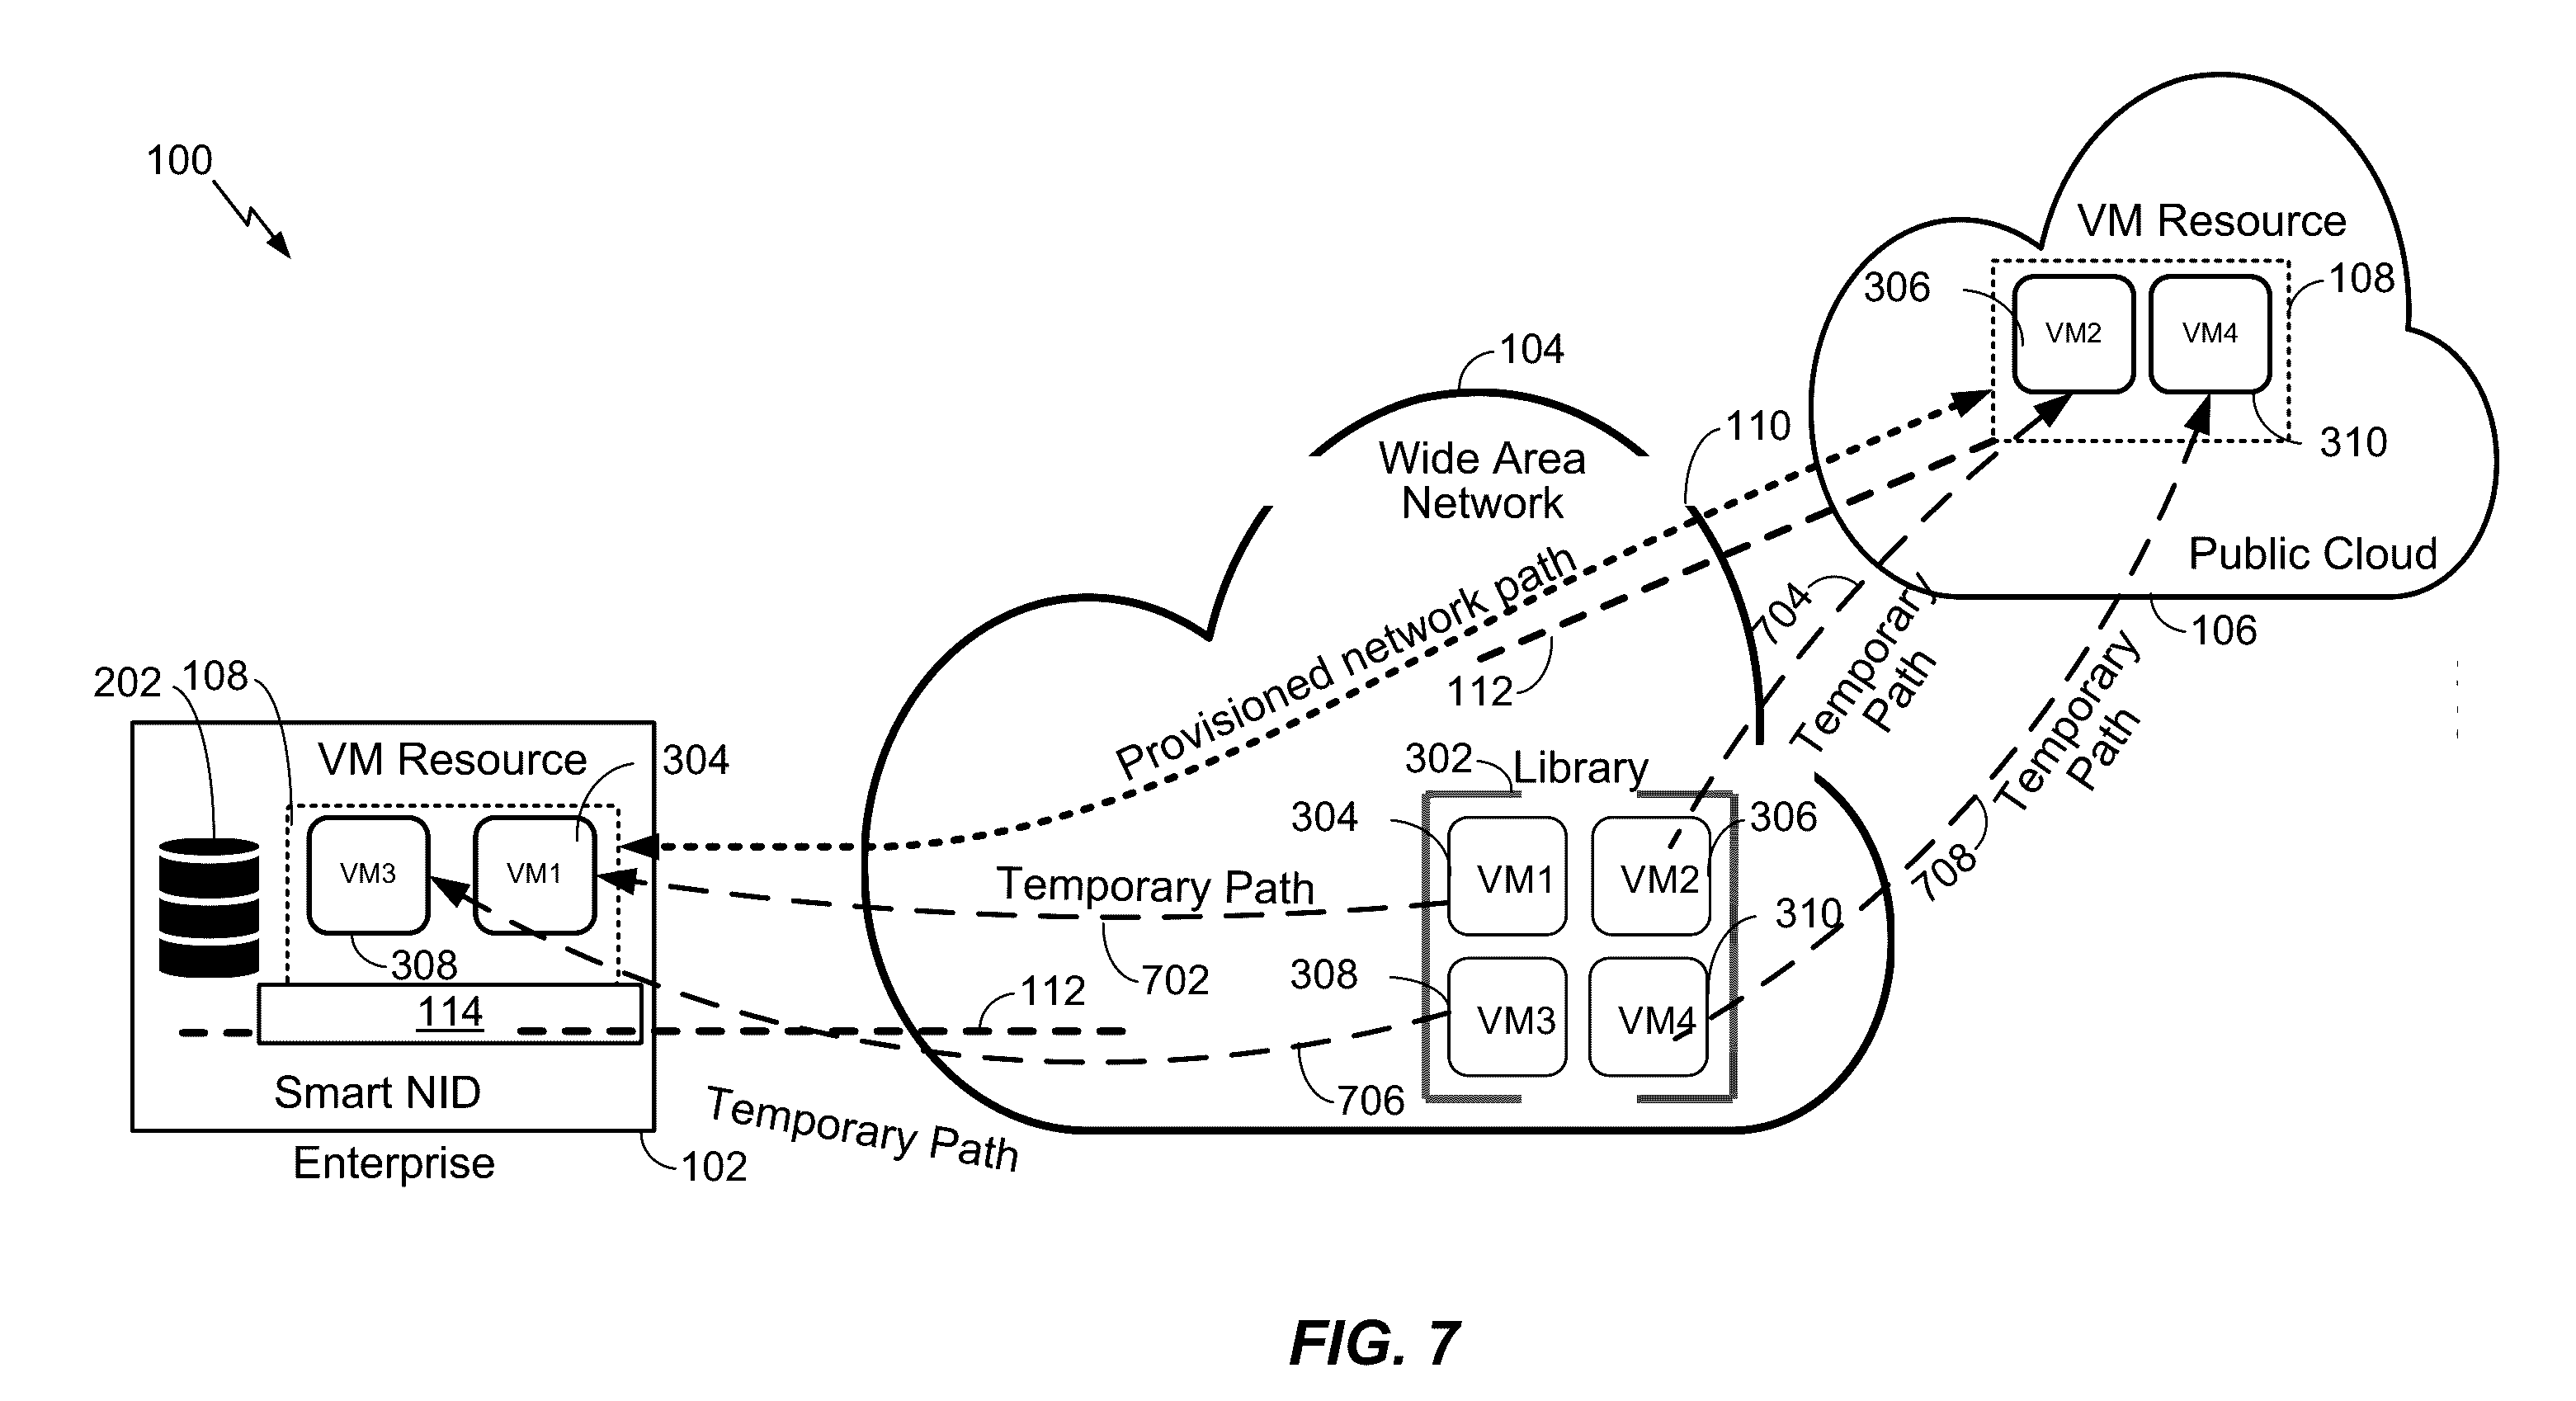 100
VM Resource
306
108
VM2
VM4
310
Public Cloud
106
104
Wide Area
Network
110
Provisioned network path
112
704
Temporary
Path
Temporary
Path
708
202
108
VM Resource
304
VM3
VM1
308
114
Smart NID
Enterprise
102
Temporary Path
702
112
Temporary Path
706
302
Library
304
306
VM1
VM2
310
308
VM3
VM4
FIG. 7